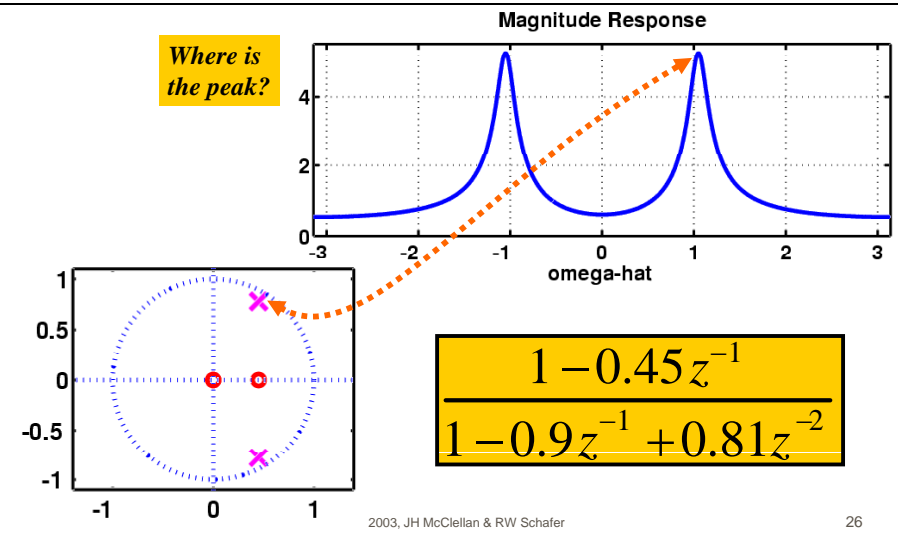 Magnitude Response
Where is
the peak?
4
2
0
-3 -2 -1 0 1 2 3
omega-hat
1
0.5
0
-0.5
-1
-1 0 1
1−0.45z⁻¹
1−0.9z⁻¹ +0.81z⁻²
2003, JH McClellan & RW Schafer
26